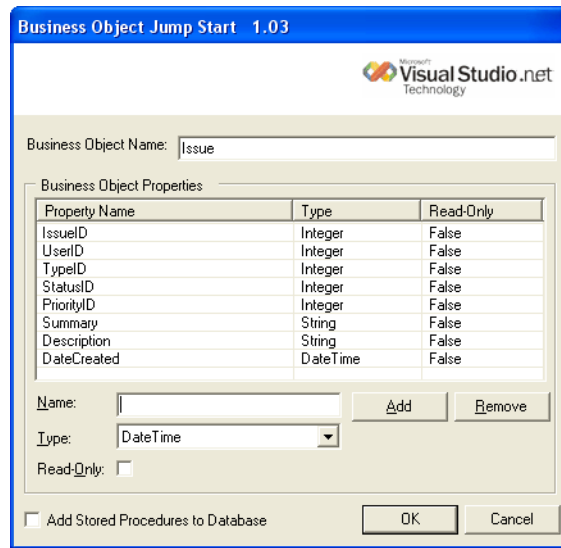 Business Object Jump Start 1.03
Microsoft
Visual Studio.net
Technology
Business Object Name: Issue
Business Object Properties
Property Name Type Read-Only
IssueID Integer False
UserID Integer False
TypeID Integer False
StatusID Integer False
PriorityID Integer False
Summary String False
Description String False
DateCreated DateTime False
Name: Add Remove
Type: DateTime
Read-Only:
Add Stored Procedures to Database OK Cancel